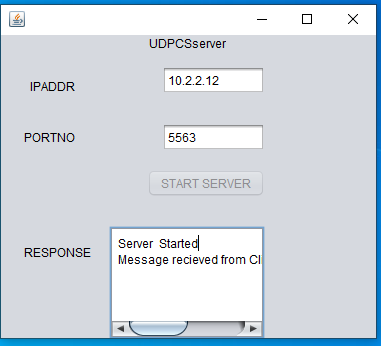 UDPCSserver
IPADDR
10.2.2.12
PORTNO
5563
START SERVER
RESPONSE
Server Started
Message recieved from Cl